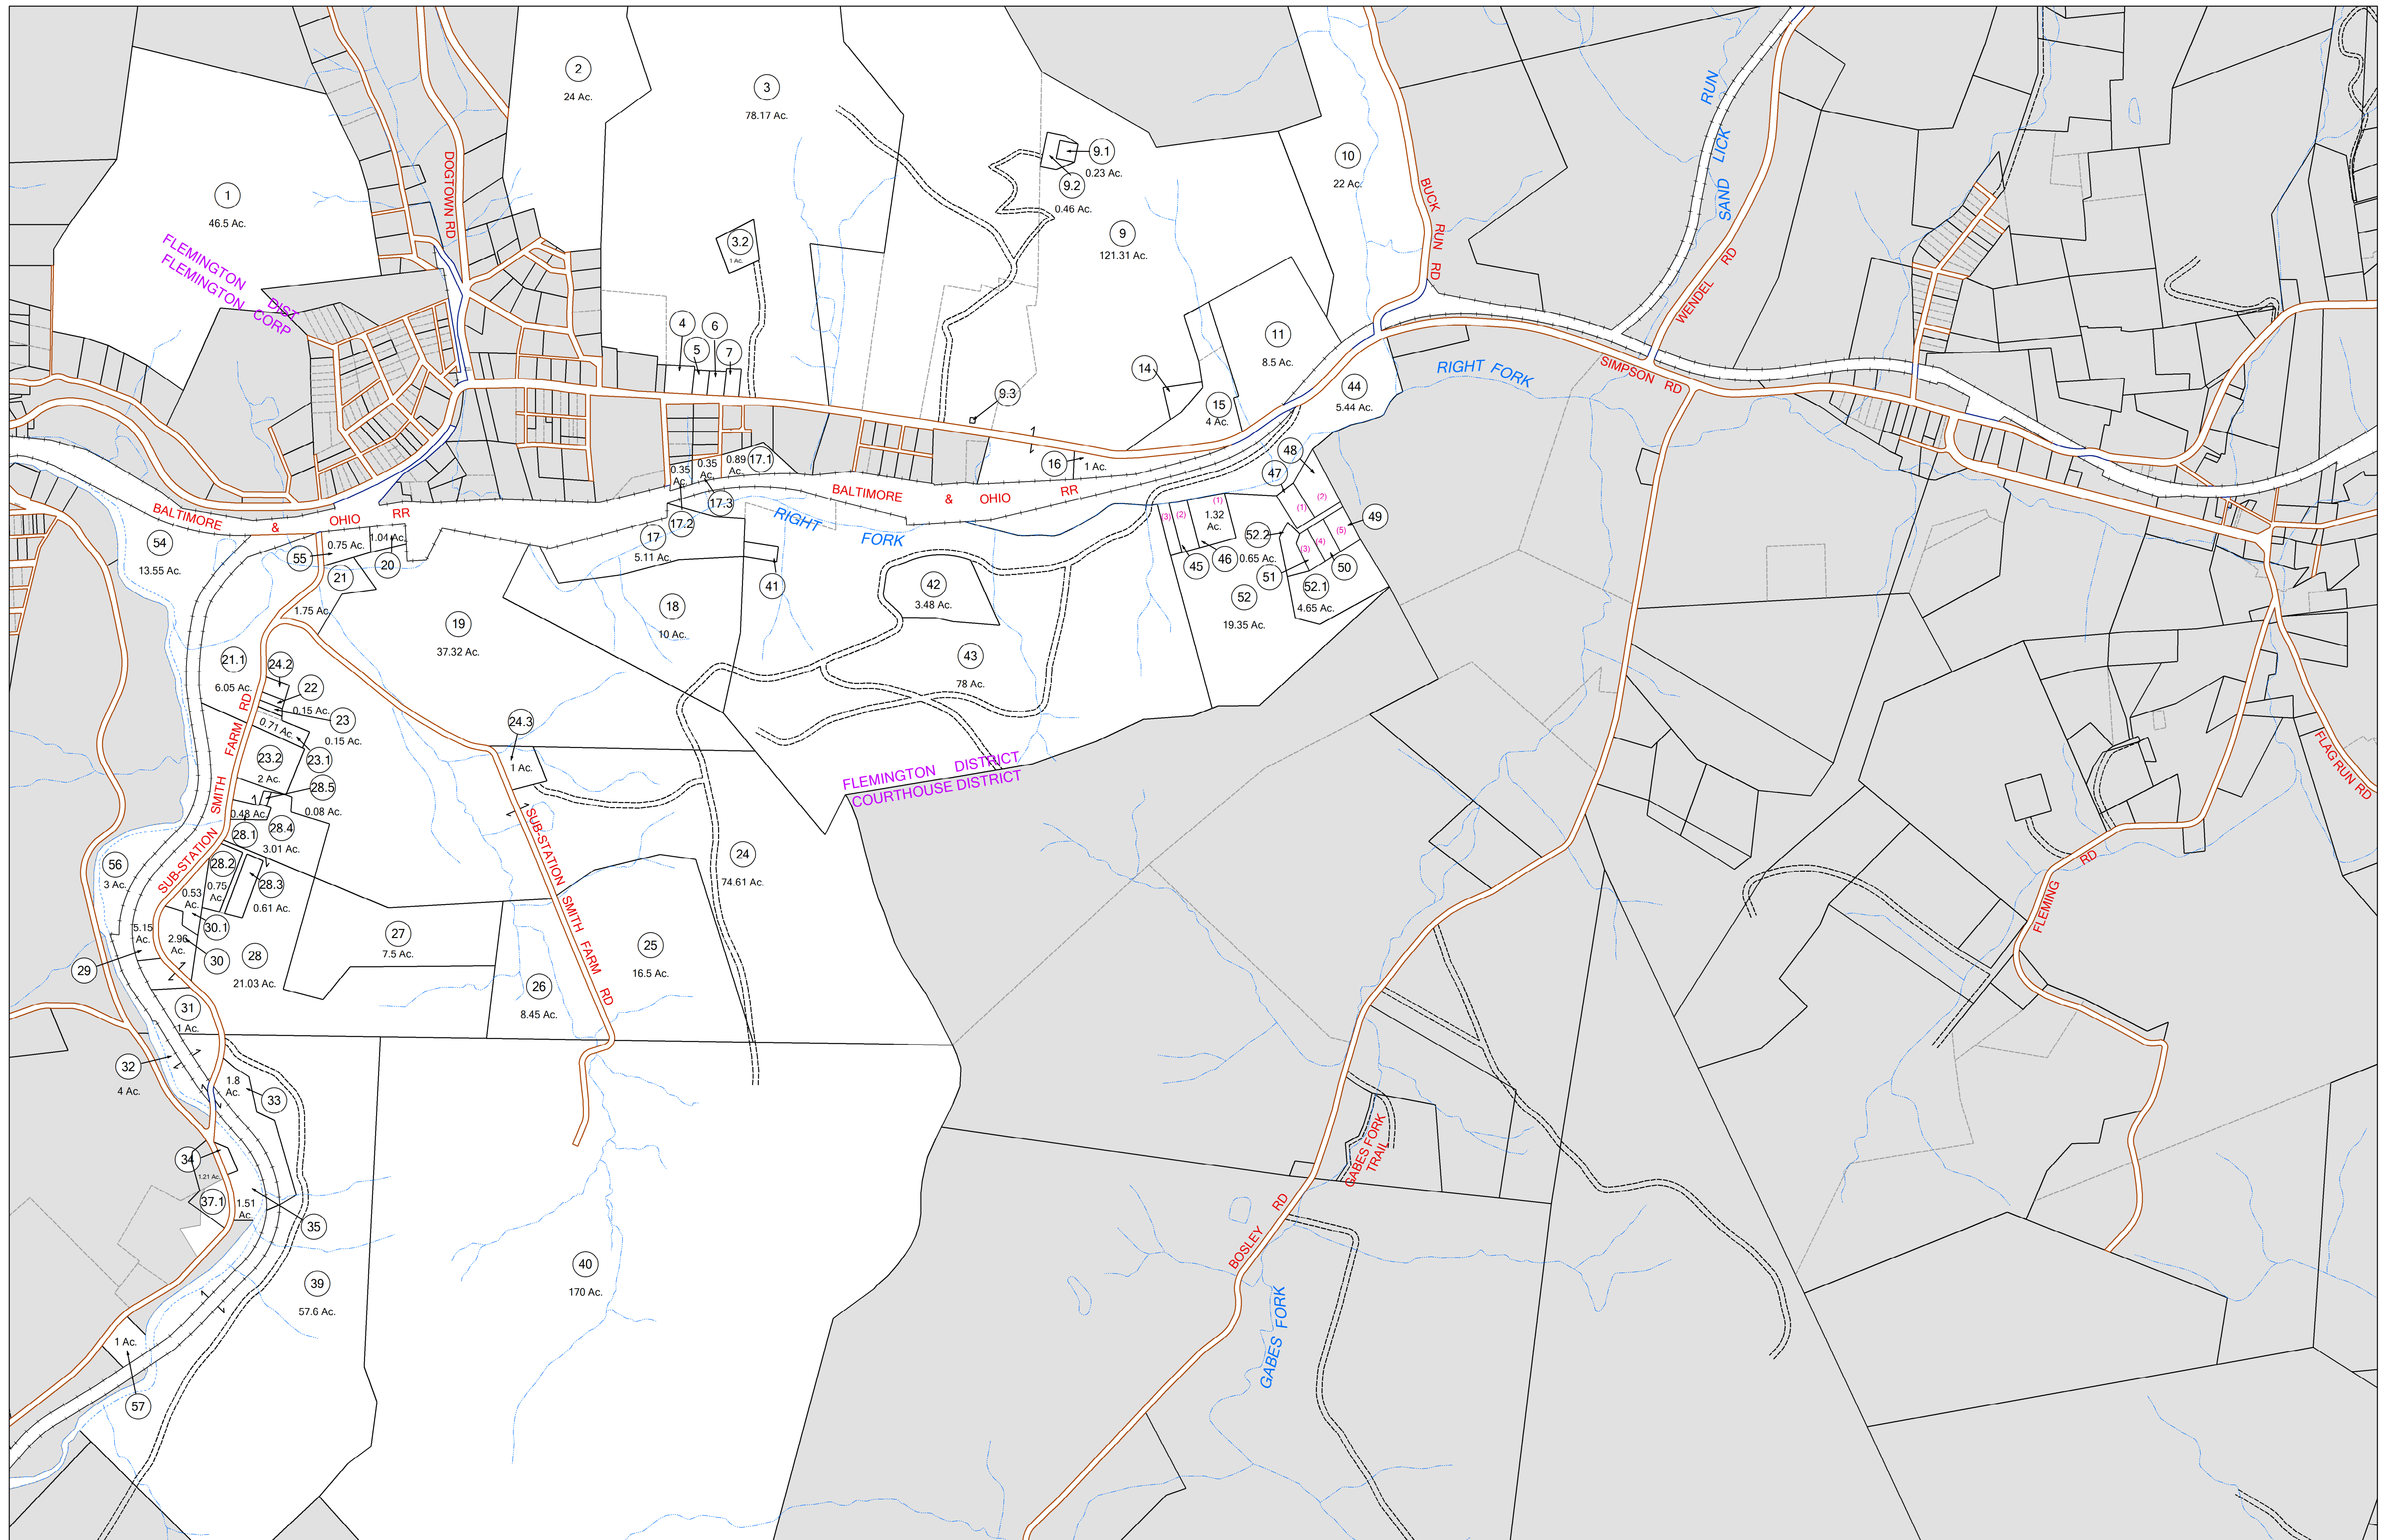 1
46.5 Ac.
FLEMINGTON DIST
FLEMINGTON CORP
DOGTOWN RD
2
24 Ac.
3
78.17 Ac.
3.2
1 Ac.
4
5
6
7
9.1
0.23 Ac.
9.2
0.46 Ac.
9
121.31 Ac.
9.3
10
22 Ac.
BUCK RUN RD
11
8.5 Ac.
14
15
4 Ac.
16
1 Ac.
44
5.44 Ac.
RIGHT FORK
SAND LICK RUN
WENDEL RD
SIMPSON RD
BALTIMORE & OHIO RR
BALTIMORE & OHIO RR
0.35
Ac.
0.35
Ac.
0.89
Ac.
17.1
17.2
17.3
17
5.11 Ac.
RIGHT FORK
54
13.55 Ac.
55
0.75 Ac.
1.04 Ac.
20
21
1.75 Ac.
19
37.32 Ac.
18
10 Ac.
41
42
3.48 Ac.
43
78 Ac.
(3)
(2)
(1)
1.32
Ac.
45
46
47
48
(1)
(2)
49
(3)
(4)
(5)
50
51
52.2
0.65 Ac.
52.1
4.65 Ac.
52
19.35 Ac.
21.1
6.05 Ac.
24.2
22
0.15 Ac.
23
0.15 Ac.
0.71 Ac.
23.1
23.2
2 Ac.
28.5
0.08 Ac.
0.48 Ac.
28.1
28.4
3.01 Ac.
28.2
0.75
Ac.
28.3
0.61 Ac.
0.53
Ac.
30.1
SUB-STATION SMITH FARM RD
24.3
1 Ac.
SUB-STATION SMITH FARM RD
FLEMINGTON DISTRICT
COURTHOUSE DISTRICT
24
74.61 Ac.
56
3 Ac.
5.15
Ac.
2.96
Ac.
29
30
28
21.03 Ac.
27
7.5 Ac.
25
16.5 Ac.
26
8.45 Ac.
31
1 Ac.
32
4 Ac.
1.8
Ac.
33
34
1.21 Ac.
37.1
1.51
Ac.
35
39
57.6 Ac.
40
170 Ac.
1 Ac.
57
BOSLEY RD
GABES FORK
TRAIL
GABES FORK
FLEMING RD
FLAG RUN RD